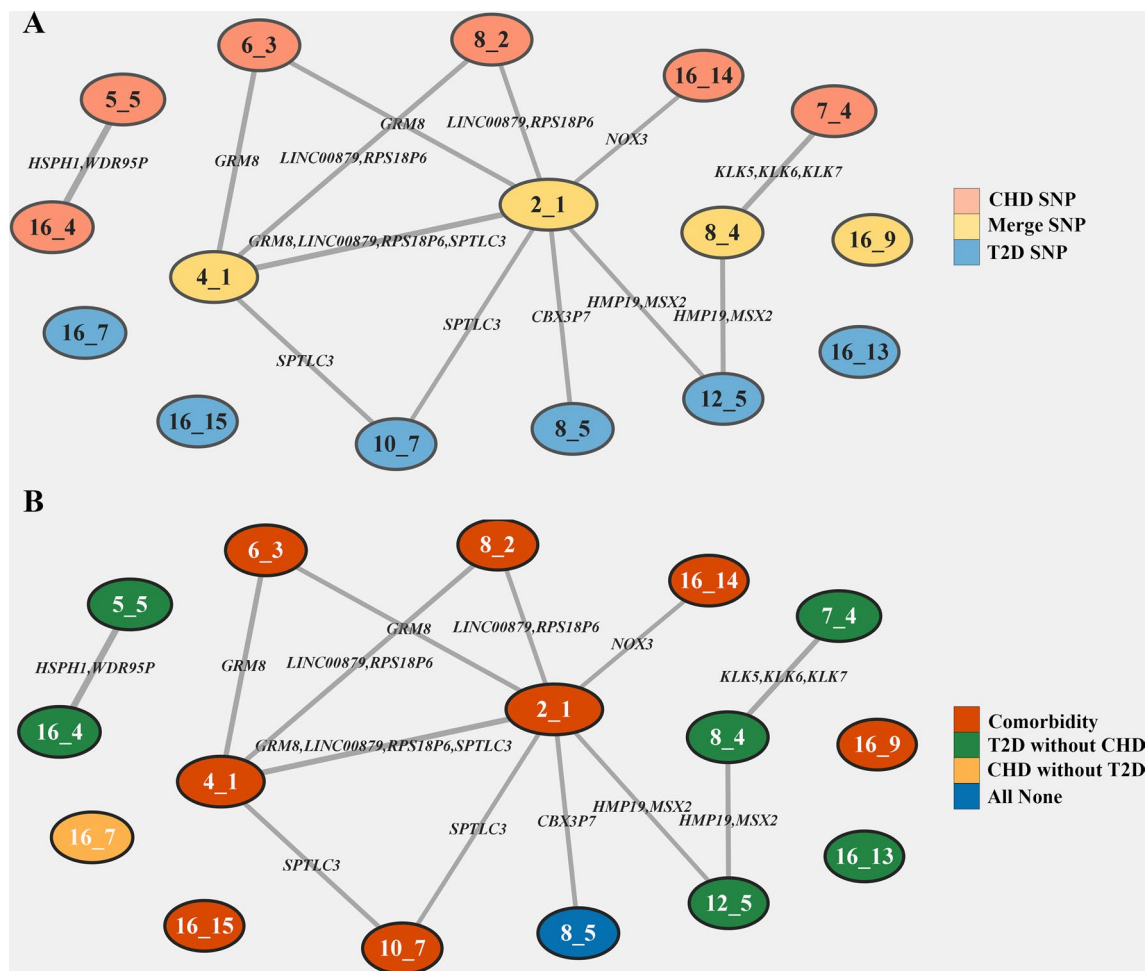 A
6_3
8_2
16_14
5_5
7_4
GRM8
LINC00879,RPS18P6
NOX3
HSPH1,WDR95P
GRM8
LINC00879,RPS18P6
KLK5,KLK6,KLK7
16_4
2_1
8_4
16_9
CHD SNP
Merge SNP
T2D SNP
GRM8,LINC00879,RPS18P6,SPTLC3
4_1
16_7
SPTLC3
CBX3P7
HMP19,MSX2
HMP19,MSX2
16_13
SPTLC3
12_5
16_15
10_7
8_5
B
6_3
8_2
16_14
5_5
7_4
GRM8
LINC00879,RPS18P6
NOX3
HSPH1,WDR95P
GRM8
LINC00879,RPS18P6
KLK5,KLK6,KLK7
16_4
2_1
8_4
16_9
Comorbidity
T2D without CHD
CHD without T2D
All None
GRM8,LINC00879,RPS18P6,SPTLC3
4_1
16_7
SPTLC3
CBX3P7
HMP19,MSX2
HMP19,MSX2
16_13
SPTLC3
12_5
16_15
10_7
8_5